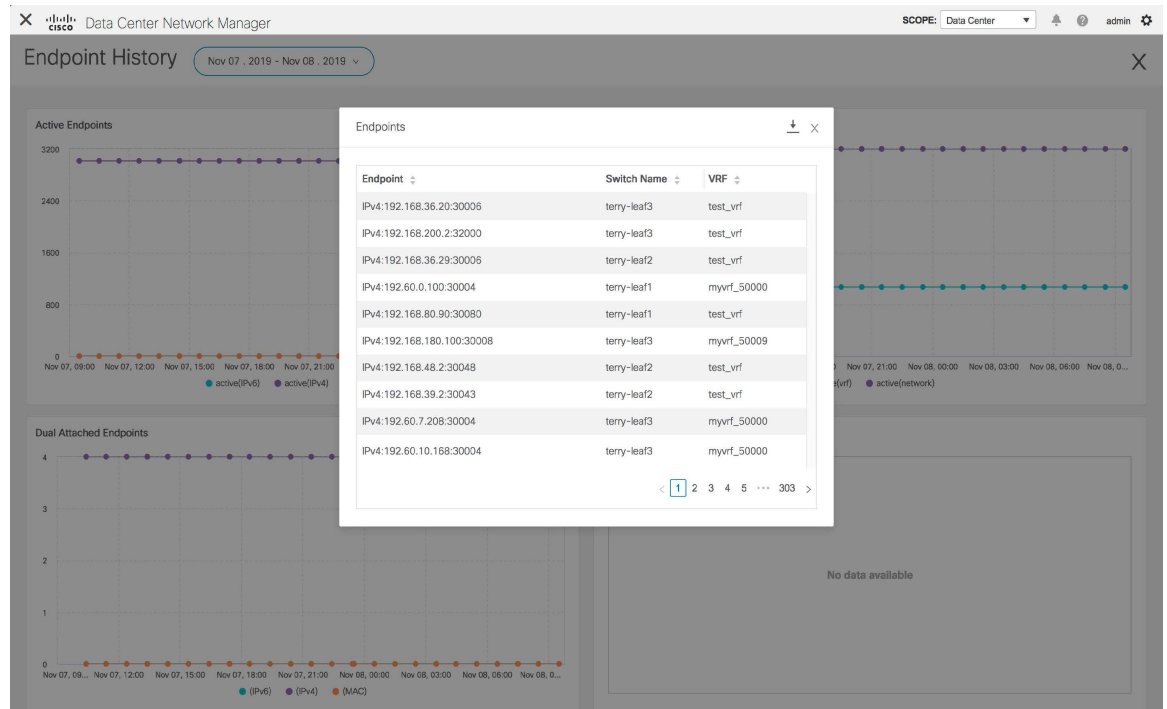 X cisco Data Center Network Manager SCOPE: Data Center admin
Endpoint History Nov 07 . 2019 - Nov 08 . 2019 X
Active Endpoints
3200
2400
1600
800
0
Nov 07, 09:00 Nov 07, 12:00 Nov 07, 15:00 Nov 07, 18:00 Nov 07, 21:00
active(IPv6) active(IPv4)
Endpoints X
Endpoint Switch Name VRF
IPv4:192.168.36.20:30006 terry-leaf3 test_vrf
IPv4:192.168.200.2:32000 terry-leaf3 test_vrf
IPv4:192.168.36.29:30006 terry-leaf2 test_vrf
IPv4:192.60.0.100:30004 terry-leaf1 myvrf_50000
IPv4:192.168.80.90:30080 terry-leaf1 test_vrf
IPv4:192.168.180.100:30008 terry-leaf3 myvrf_50009
IPv4:192.168.48.2:30048 terry-leaf2 test_vrf
IPv4:192.168.39.2:30043 terry-leaf2 test_vrf
IPv4:192.60.7.208:30004 terry-leaf3 myvrf_50000
IPv4:192.60.10.168:30004 terry-leaf3 myvrf_50000
< 1 2 3 4 5 ••• 303 >
Nov 07, 21:00 Nov 08, 00:00 Nov 08, 03:00 Nov 08, 06:00 Nov 08, 0...
(vrf) active(network)
Dual Attached Endpoints
4
3
2
1
0
Nov 07, 09... Nov 07, 12:00 Nov 07, 15:00 Nov 07, 18:00 Nov 07, 21:00 Nov 08, 00:00 Nov 08, 03:00 Nov 08, 06:00 Nov 08, 0...
(IPv6) (IPv4) (MAC)
No data available